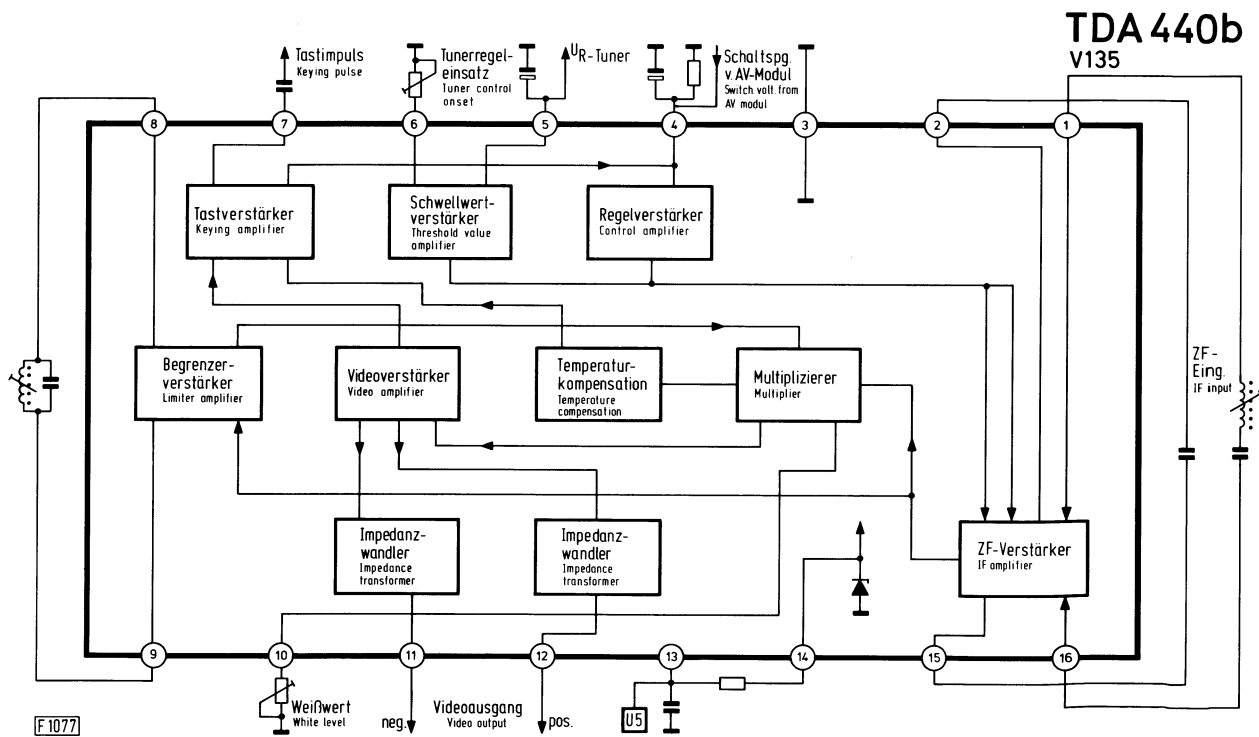 TDA 440b
V135
Tastimpuls
Keying pulse
Tunerregel-
einsatz
Tuner control
onset
UR-Tuner
Schaltspg.
v. AV-Modul
Switch volt.from
AV modul
8
7
6
5
4
3
2
1
Tastverstärker
Keying amplifier
Schwellwert-
verstärker
Threshold value
amplifier
Regelverstärker
Control amplifier
Begrenzer-
verstärker
Limiter amplifier
Videoverstärker
Video amplifier
Temperatur-
kompensation
Temperature
compensation
Multiplizierer
Multiplier
ZF-
Eing.
IF input
Impedanz-
wandler
Impedance
transformer
Impedanz-
wandler
Impedance
transformer
ZF-Verstärker
IF amplifier
9
10
11
12
13
14
15
16
Weißwert
White level
neg.
Videoausgang
Video output
pos.
U5
F1077